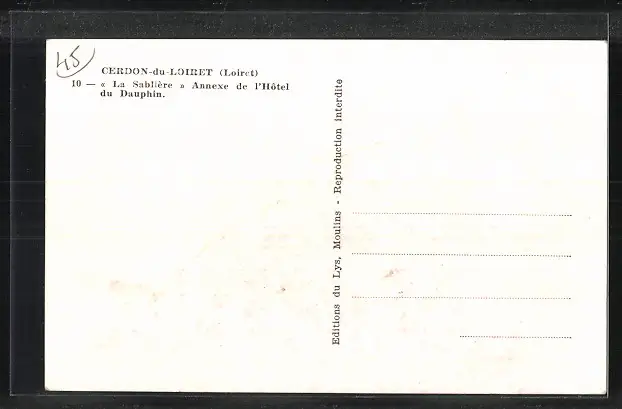 45
CERDON-du-LOIRET (Loiret)
10 — « La Sablière » Annexe de l'Hôtel
du Dauphin.
Editions du Lys, Moulins - Reproduction interdite